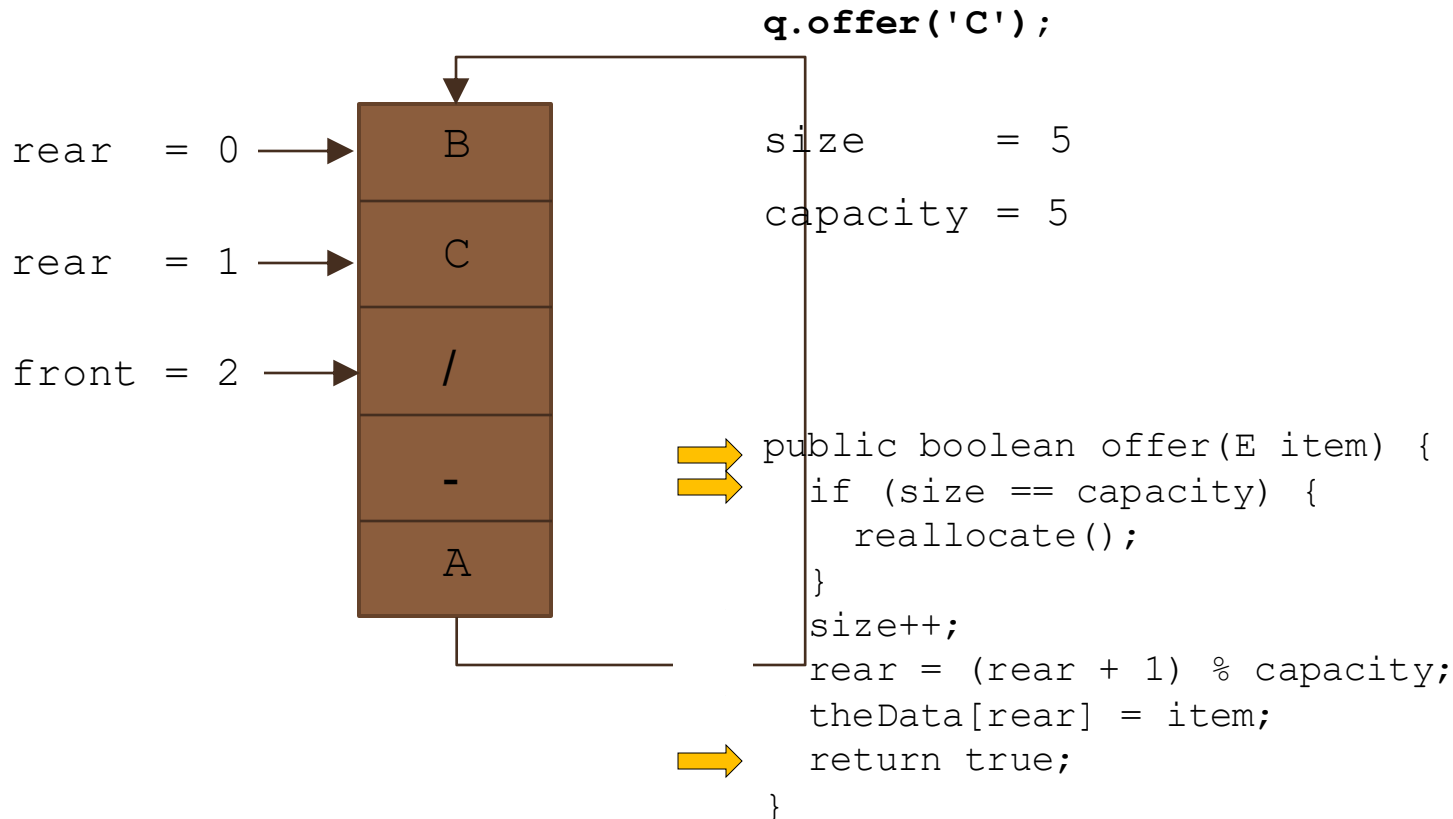 q.offer('C');
rear = 0
B
size = 5
capacity = 5
rear = 1
C
front = 2
/
-
A
public boolean offer(E item) {
if (size == capacity) {
reallocate();
}
size++;
rear = (rear + 1) % capacity;
theData[rear] = item;
return true;
}